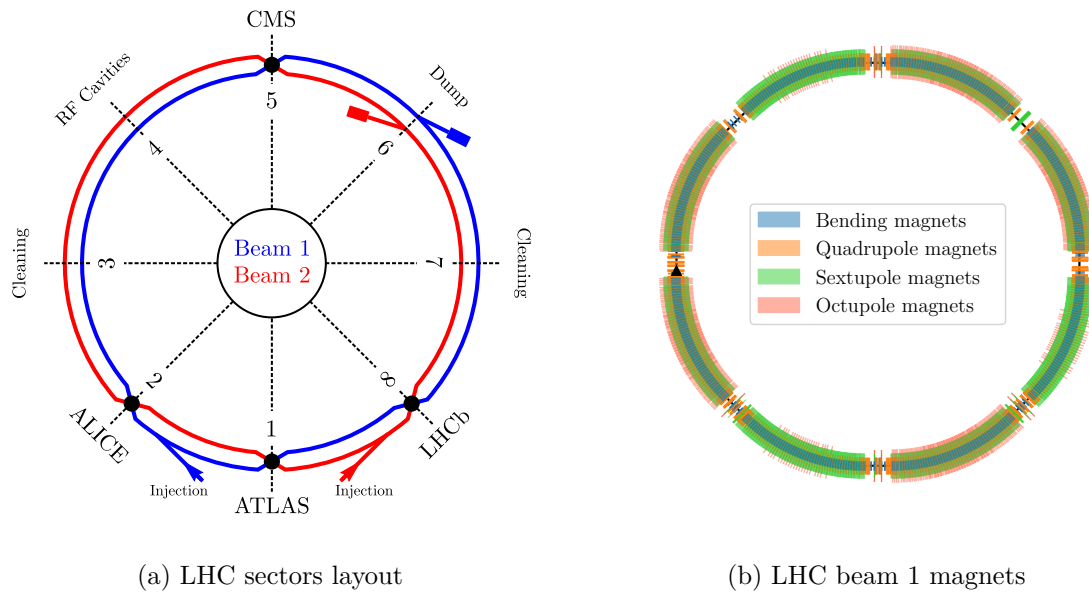 CMS
RF Cavities
Dump
5
4
6
Cleaning
3
Beam 1
Beam 2
7
Cleaning
2
8
ALICE
1
LHCb
Injection
Injection
ATLAS
(a) LHC sectors layout
Bending magnets
Quadrupole magnets
Sextupole magnets
Octupole magnets
(b) LHC beam 1 magnets